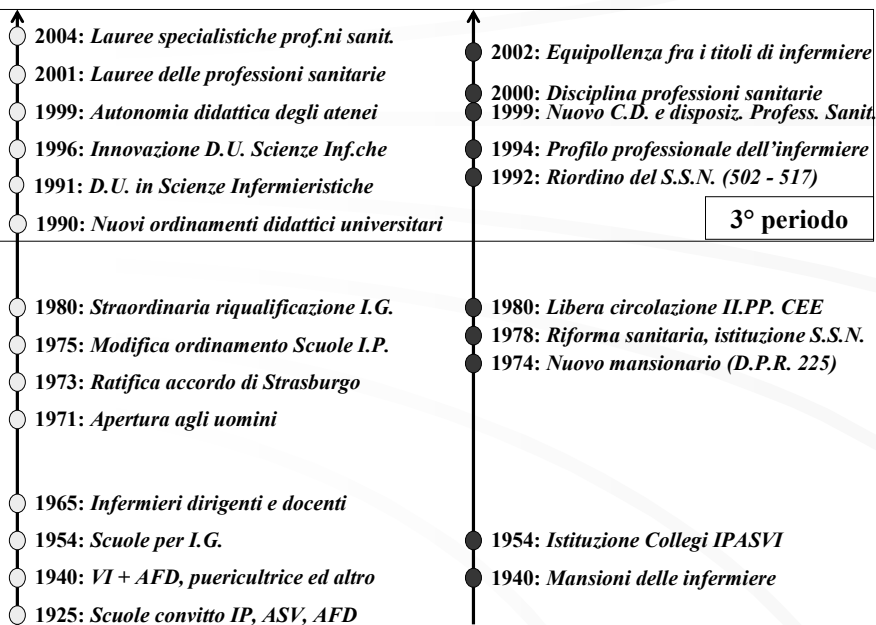 2004: Lauree specialistiche prof.ni sanit.
2001: Lauree delle professioni sanitarie
1999: Autonomia didattica degli atenei
1996: Innovazione D.U. Scienze Inf.che
1991: D.U. in Scienze Infermieristiche
1990: Nuovi ordinamenti didattici universitari
1980: Straordinaria riqualificazione I.G.
1975: Modifica ordinamento Scuole I.P.
1973: Ratifica accordo di Strasburgo
1971: Apertura agli uomini
1965: Infermieri dirigenti e docenti
1954: Scuole per I.G.
1940: VI + AFD, puericultrice ed altro
1925: Scuole convitto IP, ASV, AFD
2002: Equipollenza fra i titoli di infermiere
2000: Disciplina professioni sanitarie
1999: Nuovo C.D. e disposiz. Profess. Sanit.
1994: Profilo professionale dell'infermiere
1992: Riordino del S.S.N. (502 - 517)
3° periodo
1980: Libera circolazione II.PP. CEE
1978: Riforma sanitaria, istituzione S.S.N.
1974: Nuovo mansionario (D.P.R. 225)
1954: Istituzione Collegi IPASVI
1940: Mansioni delle infermiere